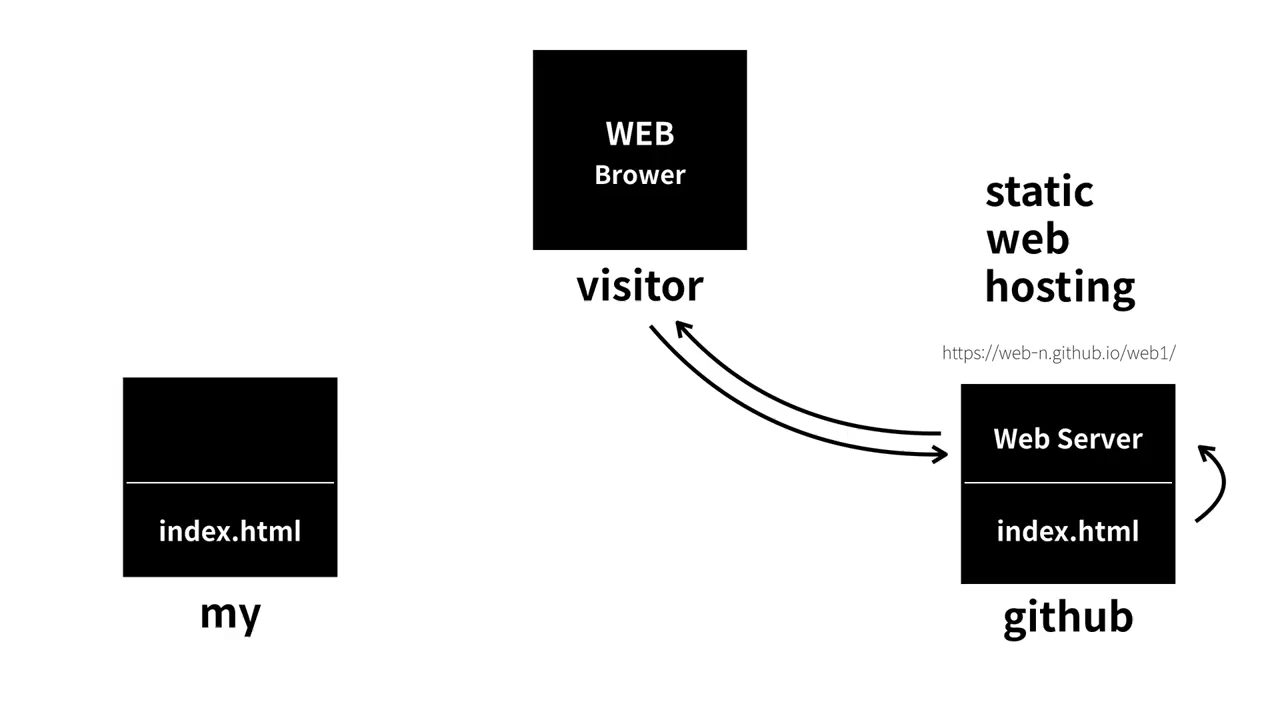 WEB
Brower
visitor
static
web
hosting
https://web-n.github.io/web1/
Web Server
index.html
github
index.html
my